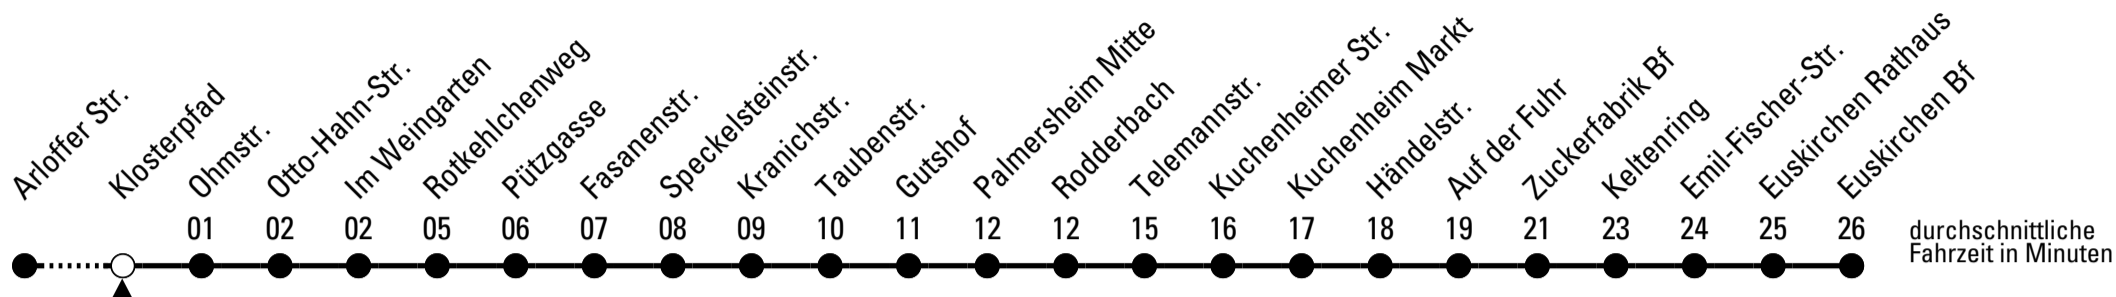 Arloffer Str.
Klosterpfad
Ohmstr.
Otto-Hahn-Str.
Im Weingarten
Rotkehlchenweg
Pützgasse
Fasanenstr.
Speckelsteinstr.
Kranichstr.
Taubenstr.
Gutshof
Palmersheim Mitte
Rodderbach
Telemannstr.
Kuchenheimer Str.
Kuchenheim Markt
Händelstr.
Auf der Fuhr
Zuckerfabrik Bf
Keltenring
Emil-Fischer-Str.
Euskirchen Rathaus
Euskirchen Bf
01 02 02 05 06 07 08 09 10 11 12 12 15 16 17 18 19 21 23 24 25 26
durchschnittliche
Fahrzeit in Minuten